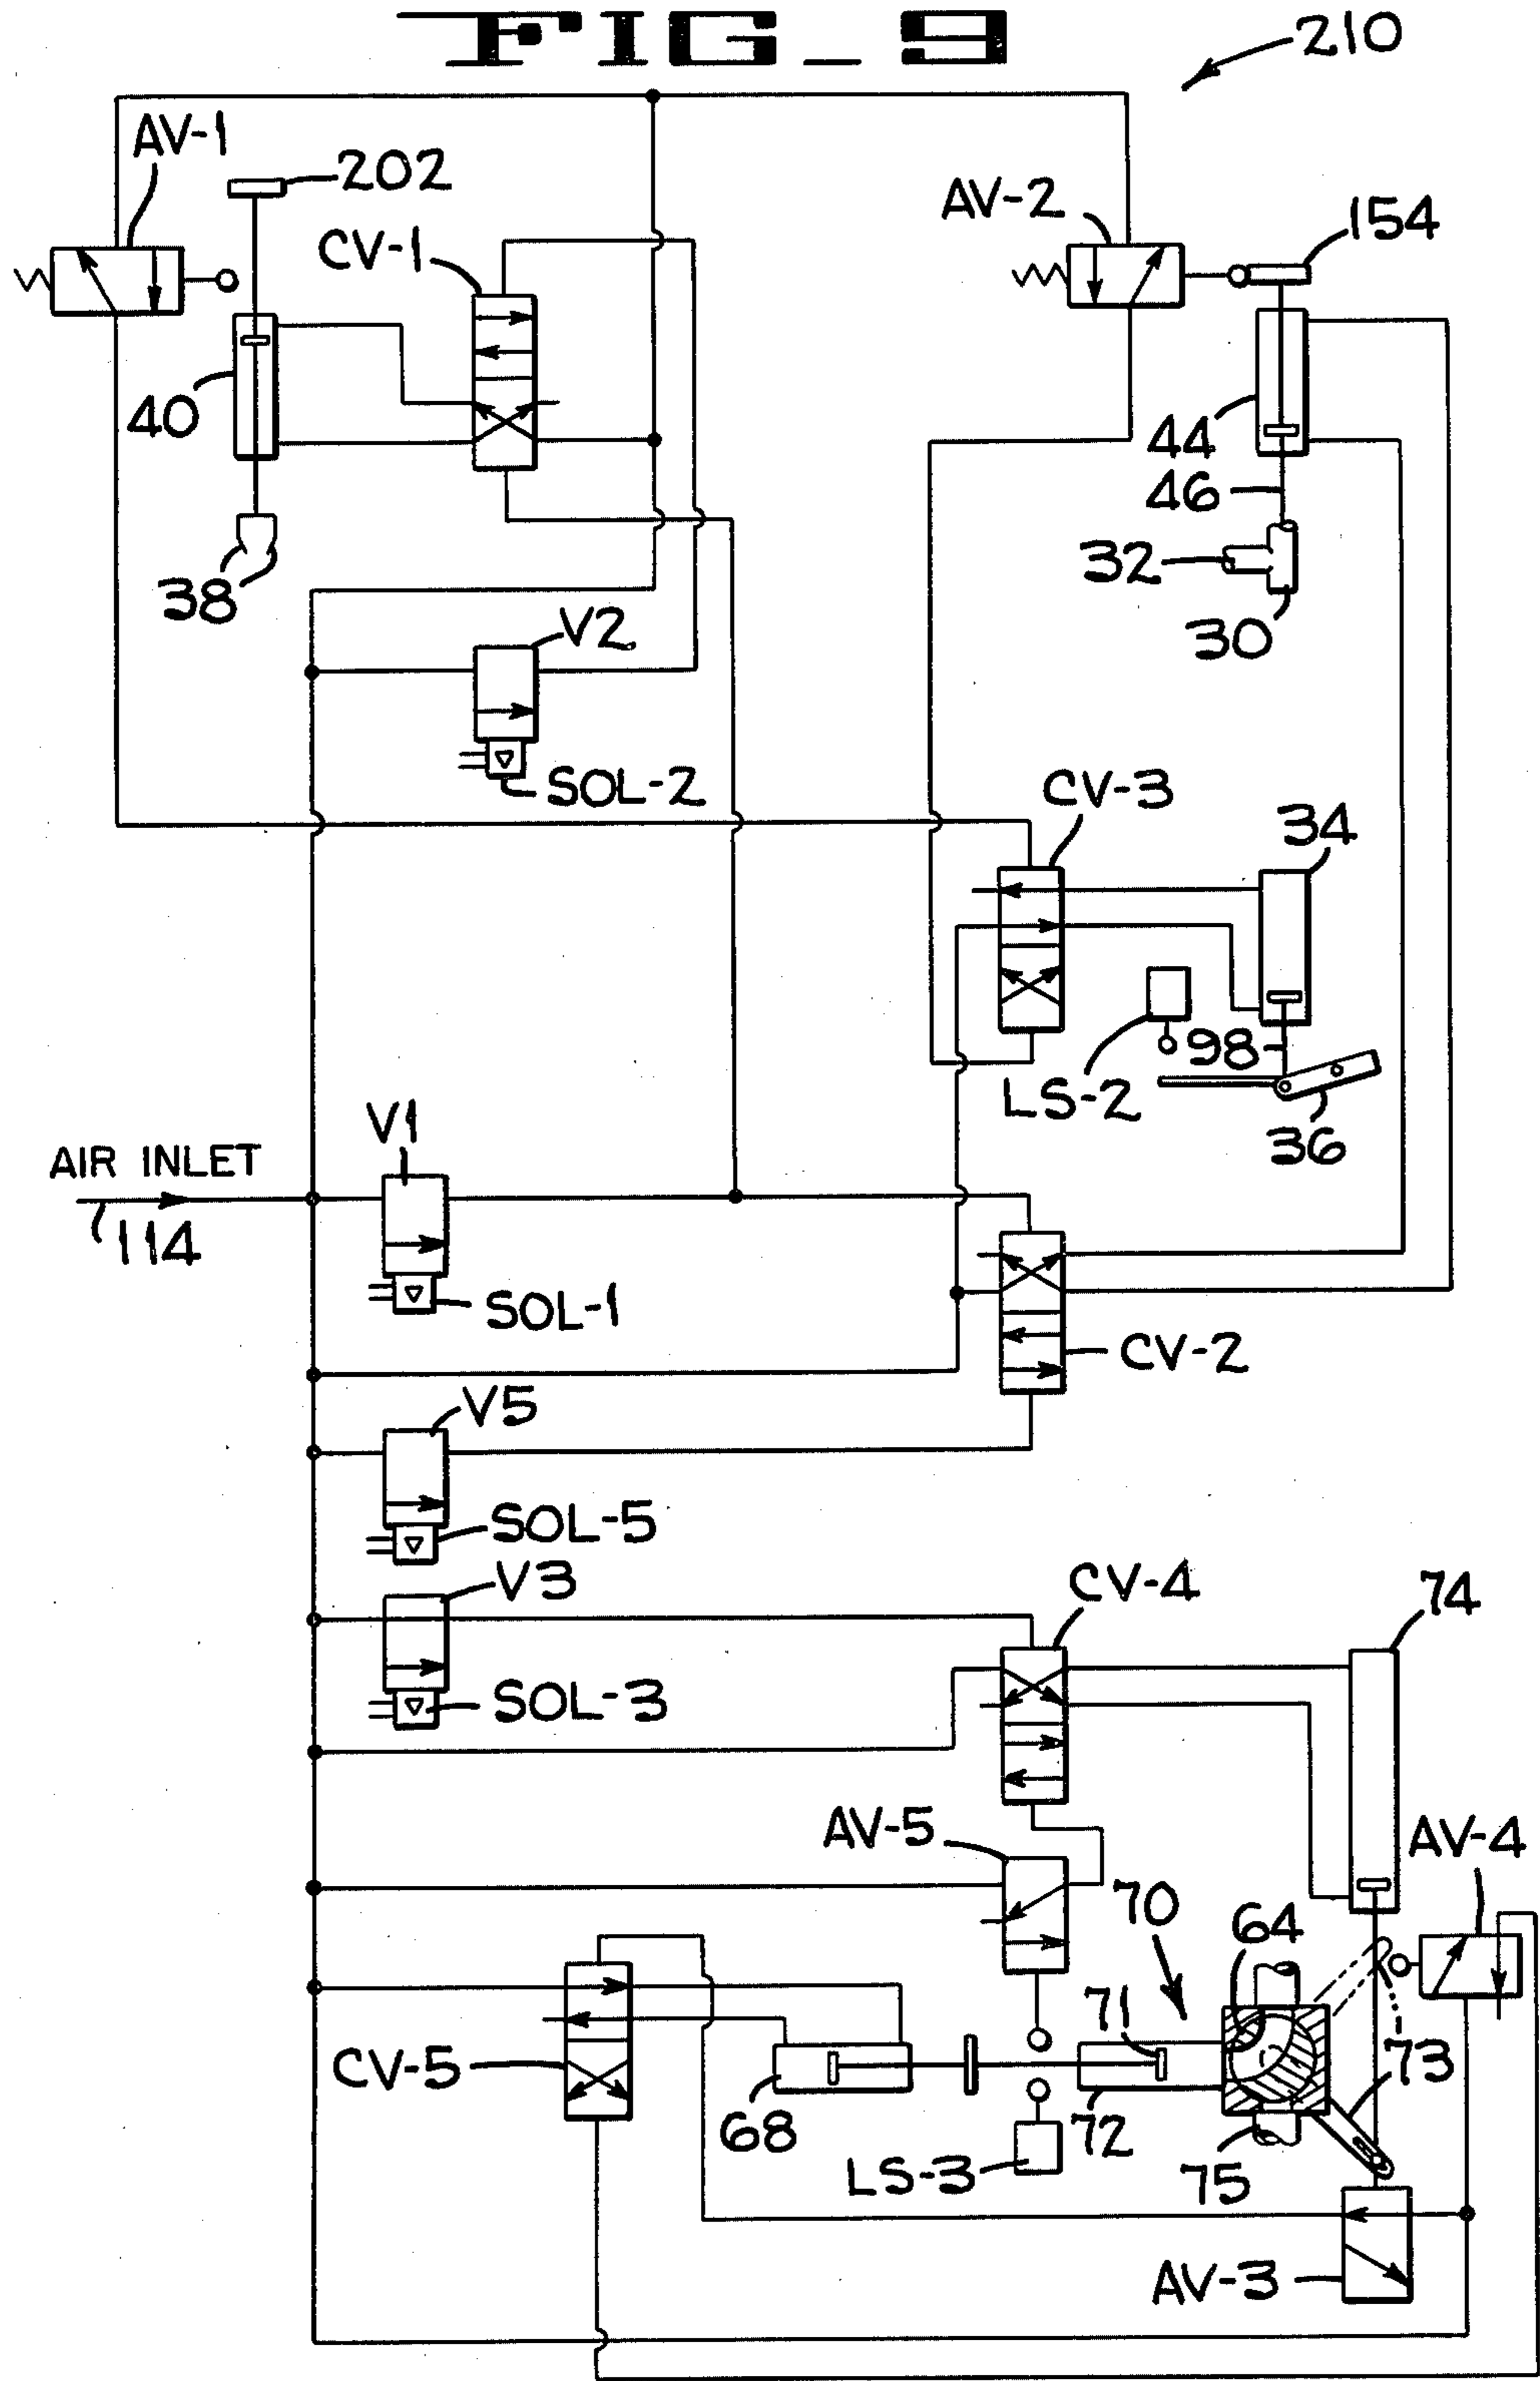 FIG_9
210
AV-1
202
CV-1
AV-2
154
40
44
46
38
32
30
V2
SOL-2
CV-3
34
LS-2
98
36
V1
AIR INLET
114
SOL-1
CV-2
V5
SOL-5
V3
CV-4
74
SOL-3
AV-5
AV-4
70
64
71
73
CV-5
68
72
LS-3
75
AV-3